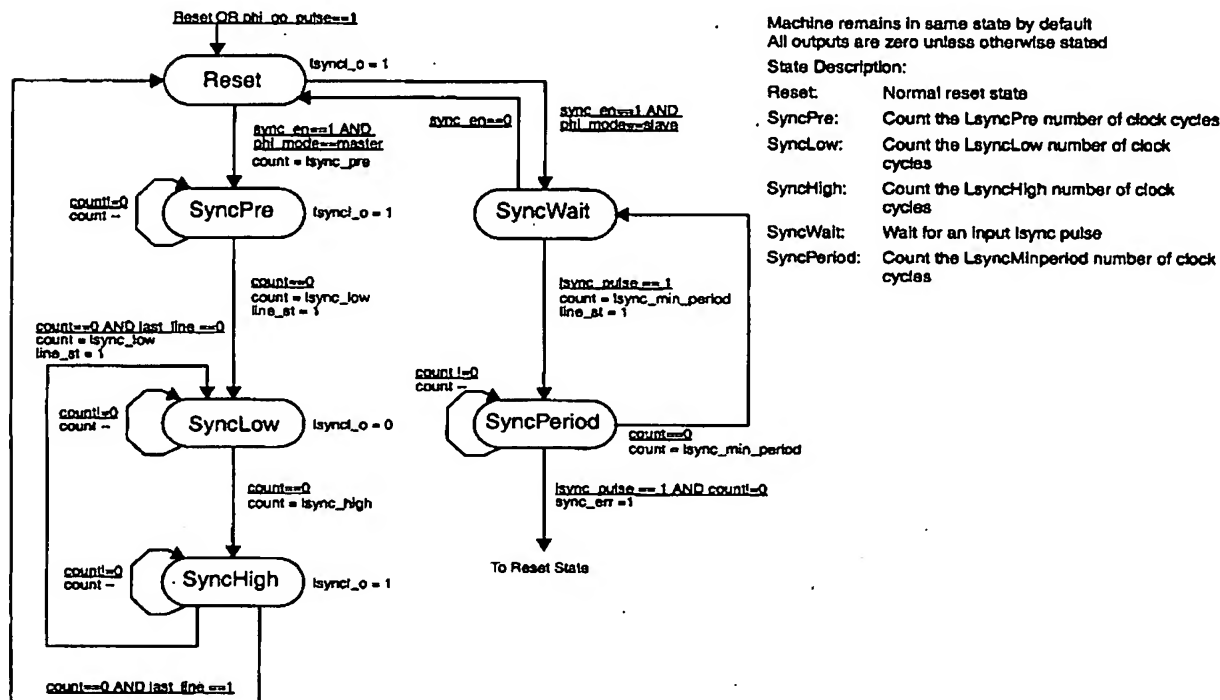 Reset OR phi_go_pulse==1
lsyncl_o = 1
Reset
sync_en==0
sync_en==1 AND
phi_mode==slave
sync_en==1 AND
phi_mode==master
count = lsync_pre
count!=0
count --
SyncPre
lsyncl_o = 1
SyncWait
count==0
count = lsync_low
line_st = 1
lsync_pulse == 1
count = lsync_min_period
line_st = 1
count==0 AND last_line ==0
count = lsync_low
line_st = 1
count!=0
count --
SyncLow
lsyncl_o = 0
count !=0
count --
SyncPeriod
count==0
count = lsync_min_period
count==0
count = lsync_high
lsync_pulse == 1 AND count!=0
sync_err =1
count!=0
count --
SyncHigh
lsyncl_o = 1
To Reset State
count==0 AND last_line ==1
Machine remains in same state by default
All outputs are zero unless otherwise stated
State Description:
Reset: Normal reset state
SyncPre: Count the LsyncPre number of clock cycles
SyncLow: Count the LsyncLow number of clock
cycles
SyncHigh: Count the LsyncHigh number of clock
cycles
SyncWait: Wait for an input lsync pulse
SyncPeriod: Count the LsyncMinperiod number of clock
cycles